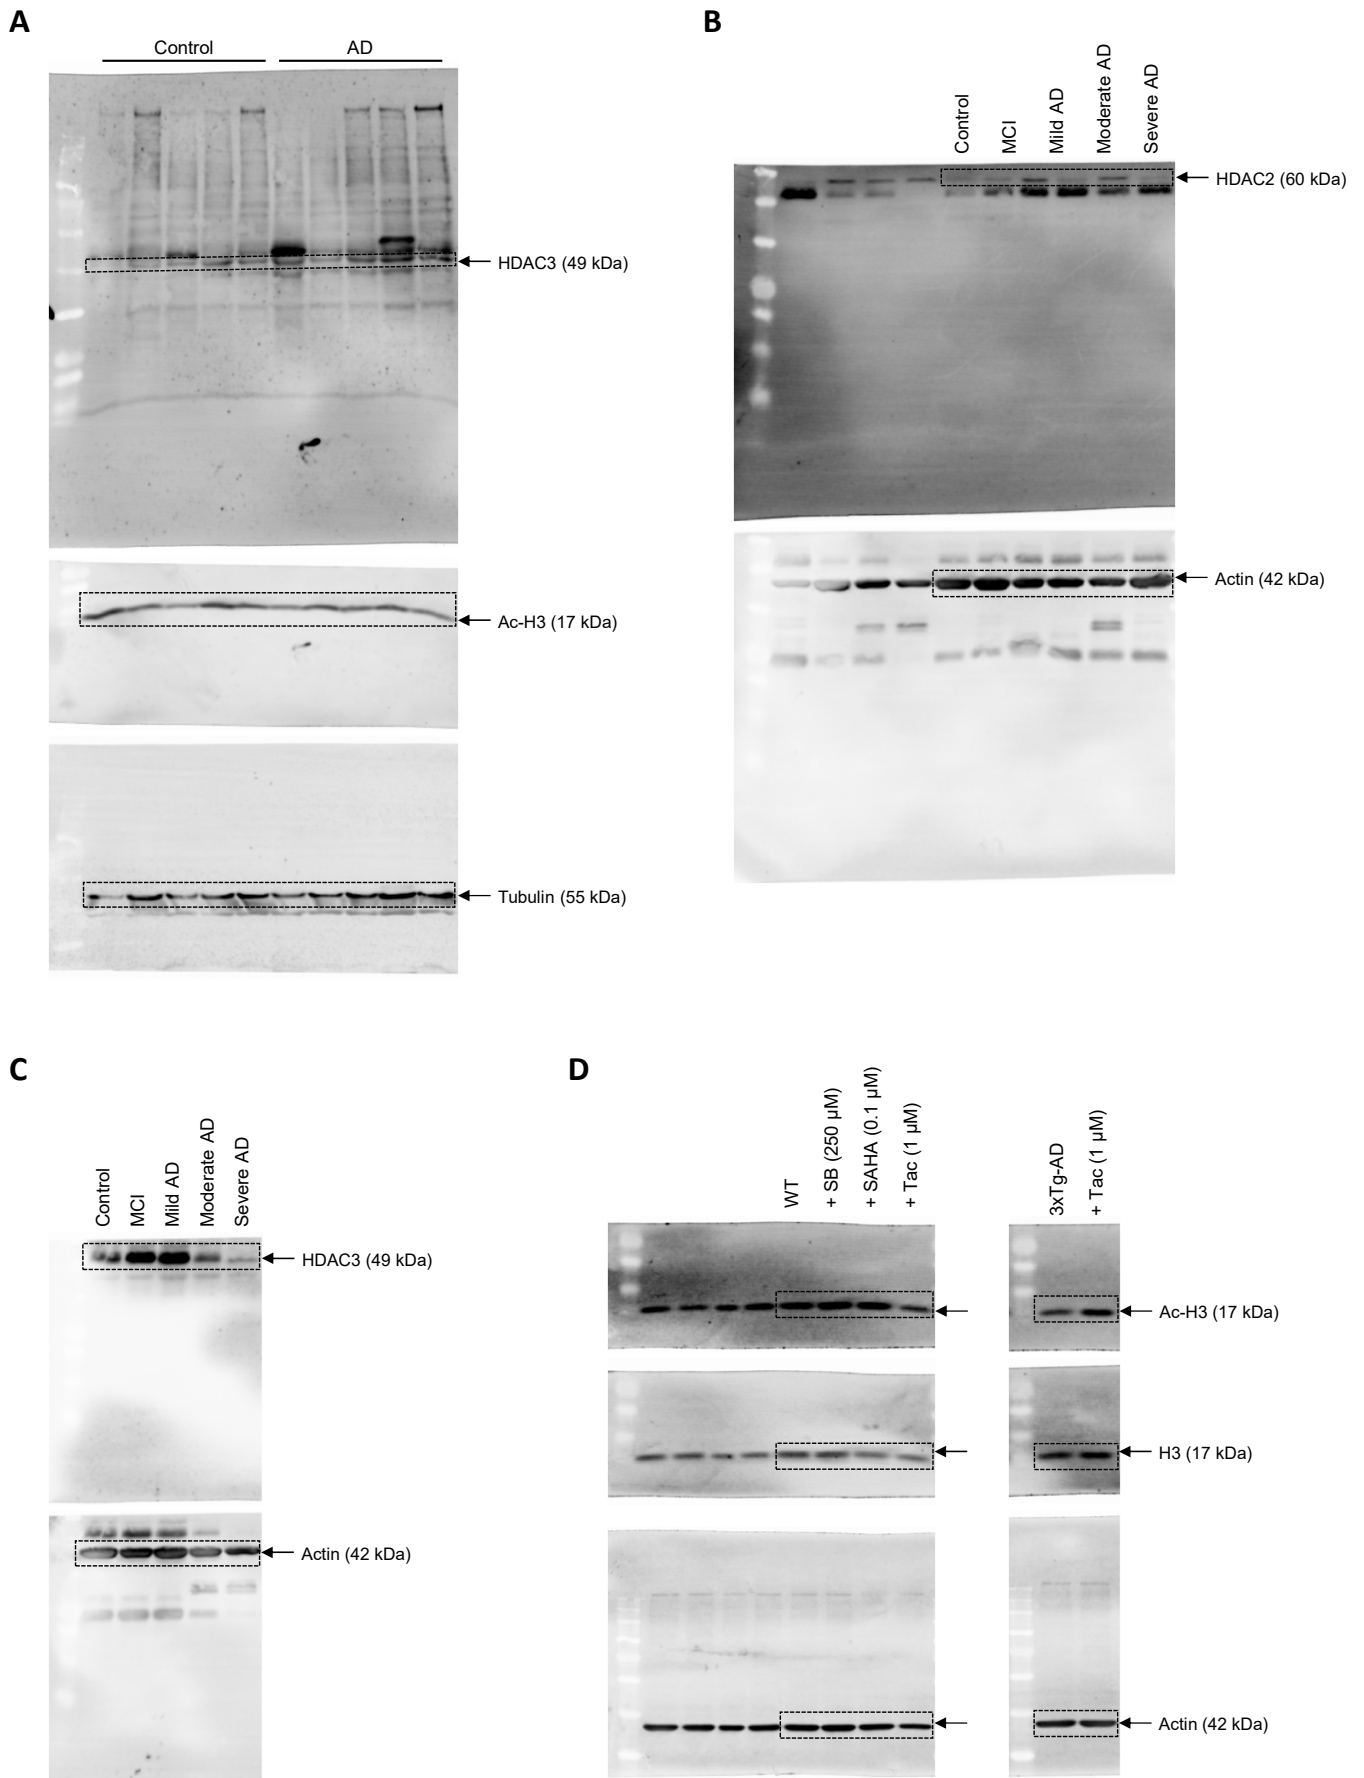 A
Control
AD
HDAC3 (49 kDa)
Ac-H3 (17 kDa)
Tubulin (55 kDa)
B
Control
MCI
Mild AD
Moderate AD
Severe AD
HDAC2 (60 kDa)
Actin (42 kDa)
C
Control
MCI
Mild AD
Moderate AD
Severe AD
HDAC3 (49 kDa)
Actin (42 kDa)
D
WT
+ SB (250 µM)
+ SAHA (0.1 µM)
+ Tac (1 µM)
3xTg-AD
+ Tac (1 µM)
Ac-H3 (17 kDa)
H3 (17 kDa)
Actin (42 kDa)